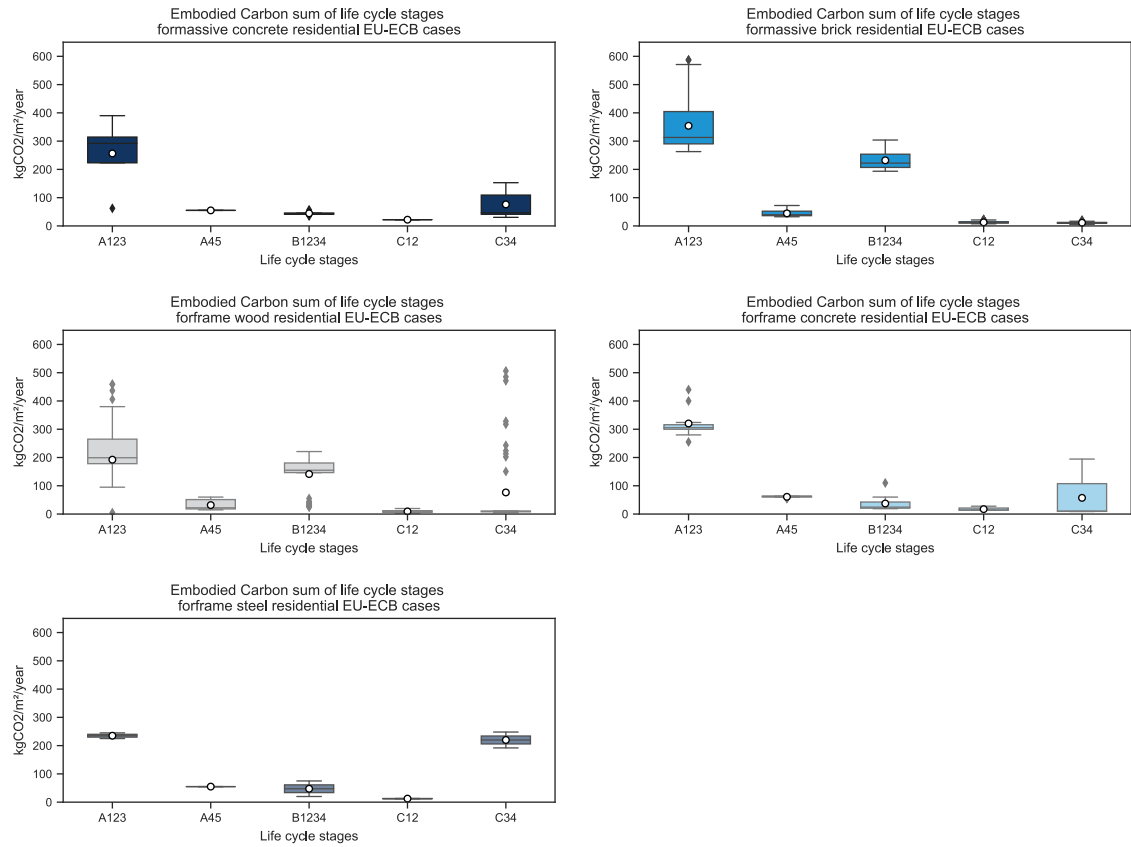 Embodied Carbon sum of life cycle stages
formassive concrete residential EU-ECB cases
kgCO2/m²/year
600
500
400
300
200
100
0
A123 A45 B1234 C12 C34
Life cycle stages
Embodied Carbon sum of life cycle stages
formassive brick residential EU-ECB cases
kgCO2/m²/year
600
500
400
300
200
100
0
A123 A45 B1234 C12 C34
Life cycle stages
Embodied Carbon sum of life cycle stages
forframe wood residential EU-ECB cases
kgCO2/m²/year
600
500
400
300
200
100
0
A123 A45 B1234 C12 C34
Life cycle stages
Embodied Carbon sum of life cycle stages
forframe concrete residential EU-ECB cases
kgCO2/m²/year
600
500
400
300
200
100
0
A123 A45 B1234 C12 C34
Life cycle stages
Embodied Carbon sum of life cycle stages
forframe steel residential EU-ECB cases
kgCO2/m²/year
600
500
400
300
200
100
0
A123 A45 B1234 C12 C34
Life cycle stages